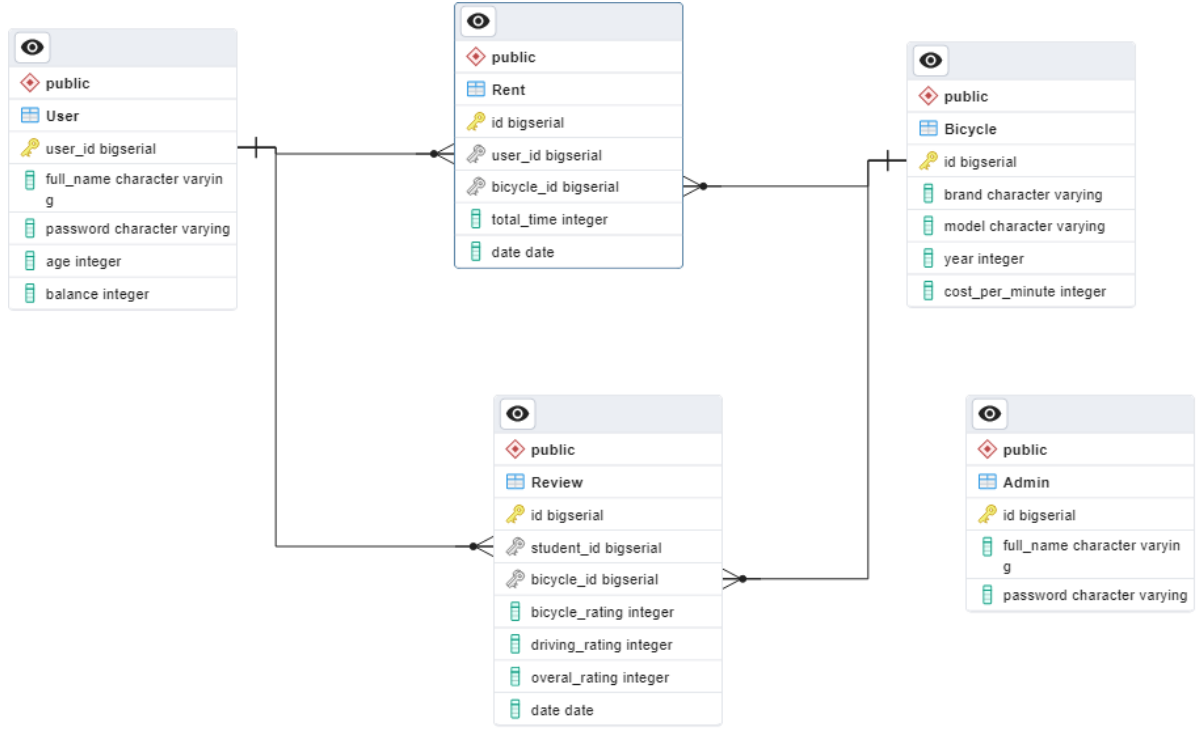 public
User
user_id bigserial
full_name character varyin
g
password character varying
age integer
balance integer
public
Rent
id bigserial
user_id bigserial
bicycle_id bigserial
total_time integer
date date
public
Bicycle
id bigserial
brand character varying
model character varying
year integer
cost_per_minute integer
public
Review
id bigserial
student_id bigserial
bicycle_id bigserial
bicycle_rating integer
driving_rating integer
overal_rating integer
date date
public
Admin
id bigserial
full_name character varyin
g
password character varying